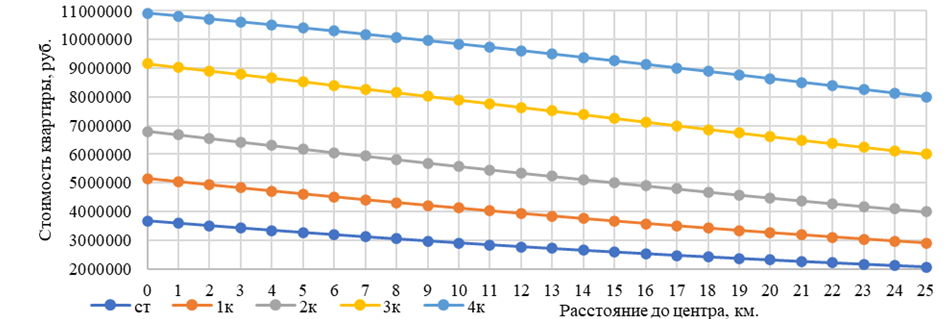 Стоимость квартиры, руб.
11000000
10000000
9000000
8000000
7000000
6000000
5000000
4000000
3000000
2000000
0 1 2 3 4 5 6 7 8 9 10 11 12 13 14 15 16 17 18 19 20 21 22 23 24 25
ст 1к 2к 3к 4к
Расстояние до центра, км.